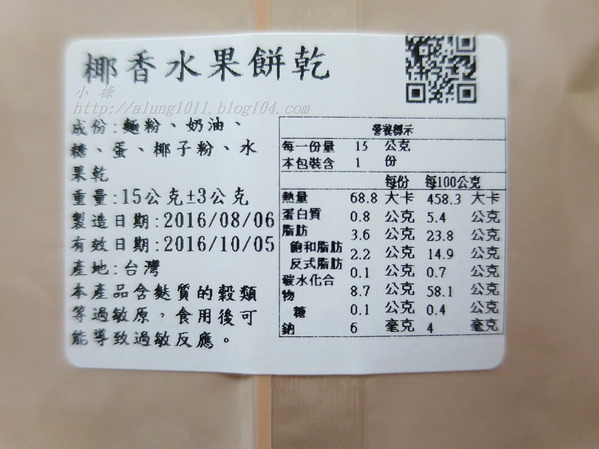 椰香水果餅乾
小祿
http://alung1011.blog104.com/
成份:麵粉、奶油、
糖、蛋、椰子粉、水
果乾
重量:15公克±3公克
製造日期:2016/08/06
有效日期:2016/10/05
產地:台灣
本產品含麩質的穀類
等過敏原,食用後可
能導致過敏反應。
營養標示
每一份量 15 公克
本包裝含 1 份
每份 每100公克
熱量 68.8 大卡 458.3 大卡
蛋白質 0.8 公克 5.4 公克
脂肪 3.6 公克 23.8 公克
飽和脂肪 2.2 公克 14.9 公克
反式脂肪 0.1 公克 0.7 公克
碳水化合
物 8.7 公克 58.1 公克
糖 0.1 公克 0.4 公克
鈉 6 毫克 4 毫克